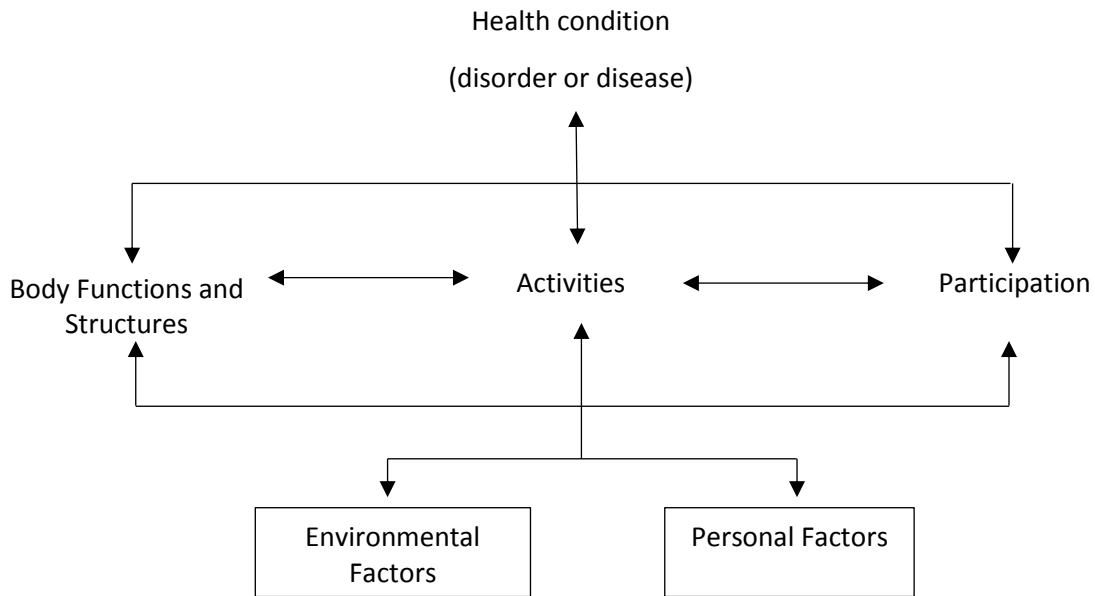 Health condition
(disorder or disease)
Body Functions and
Structures
Activities
Participation
Environmental
Factors
Personal Factors